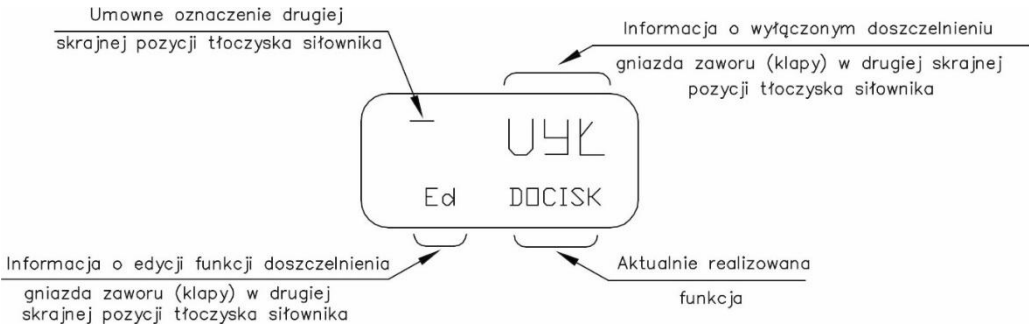 Umowne oznaczenie drugiej
skrajnej pozycji tłoczyska siłownika
Informacja o wyłączonym doszczelnieniu
gniazda zaworu (klapy) w drugiej skrajnej
pozycji tłoczyska siłownika
— WYŁ
Ed DOCISK
Informacja o edycji funkcji doszczelnienia
gniazda zaworu (klapy) w drugiej
skrajnej pozycji tłoczyska siłownika
Aktualnie realizowana
funkcja